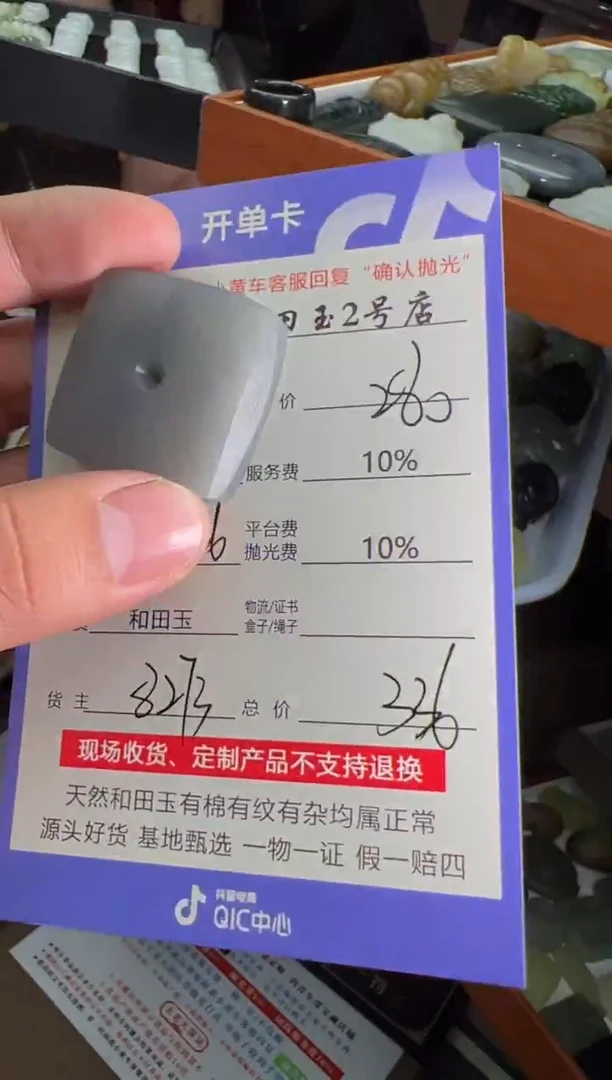 开单卡
董车客服回复“确认抛光”
玉2号店
价 280
服务费 10%
6 平台费
抛光费 10%
和田玉 物流/证书
盒子/绳子
货主 8273 总价 336
现场收货、定制产品不支持退换
天然和田玉有棉有纹有杂均属正常
源头好货 基地甄选 一物一证 假一赔四
抖音电商
QIC中心